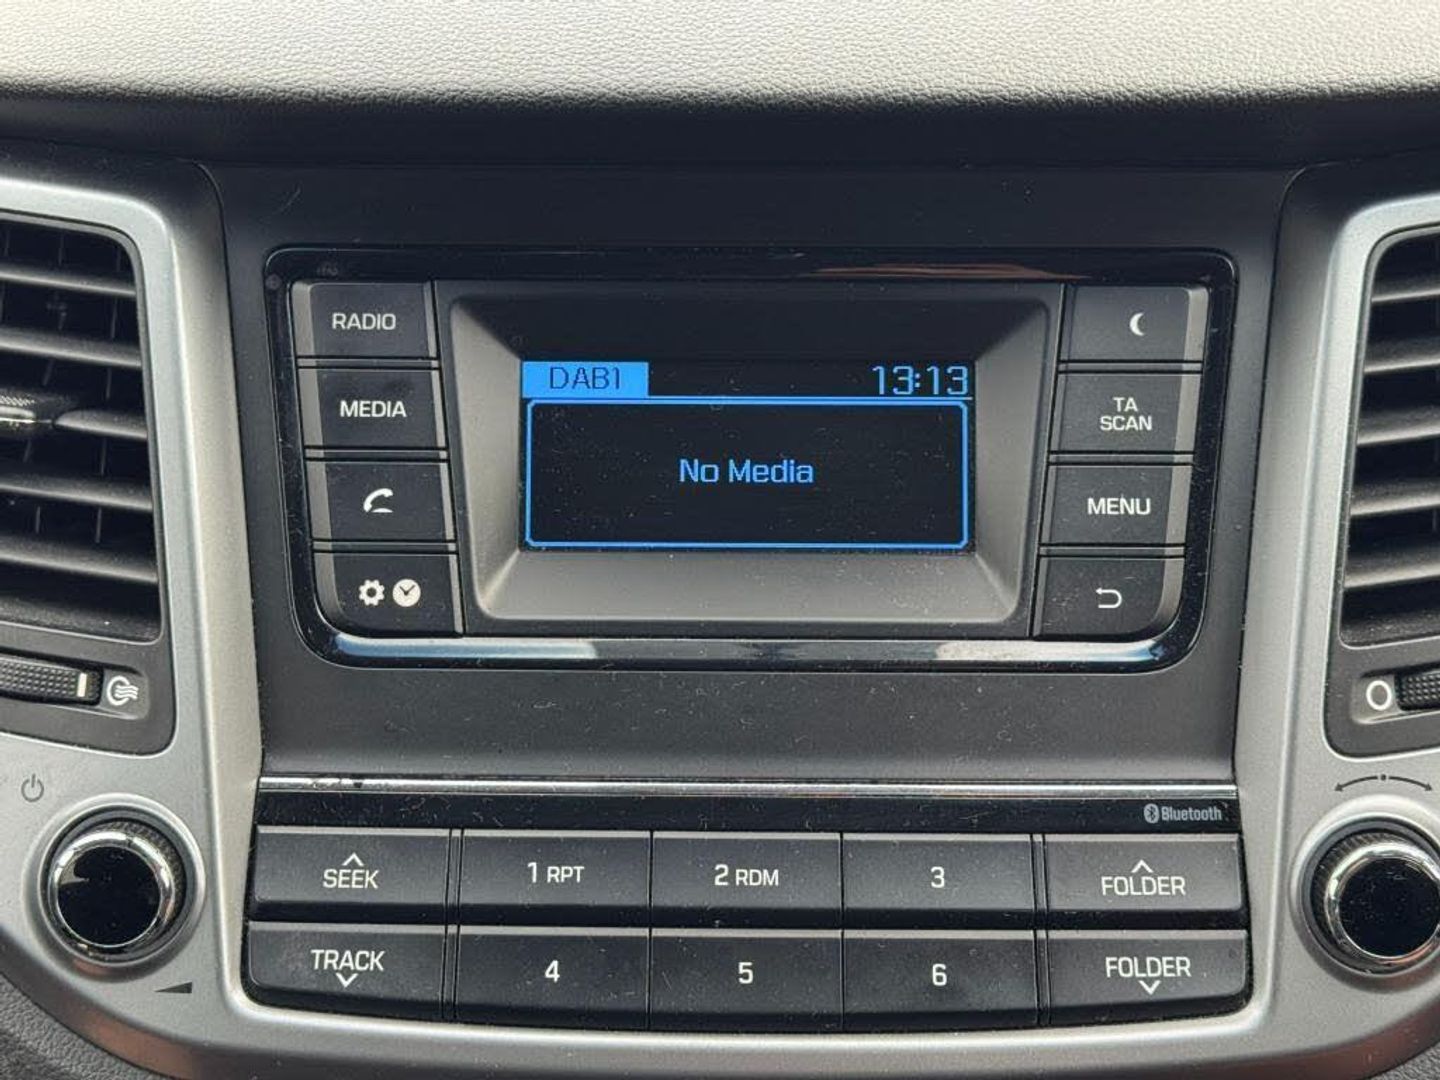 RADIO
MEDIA
DAB1 13:13
No Media
TA
SCAN
MENU
Bluetooth
SEEK
1 RPT
2 RDM
3
FOLDER
TRACK
4
5
6
FOLDER